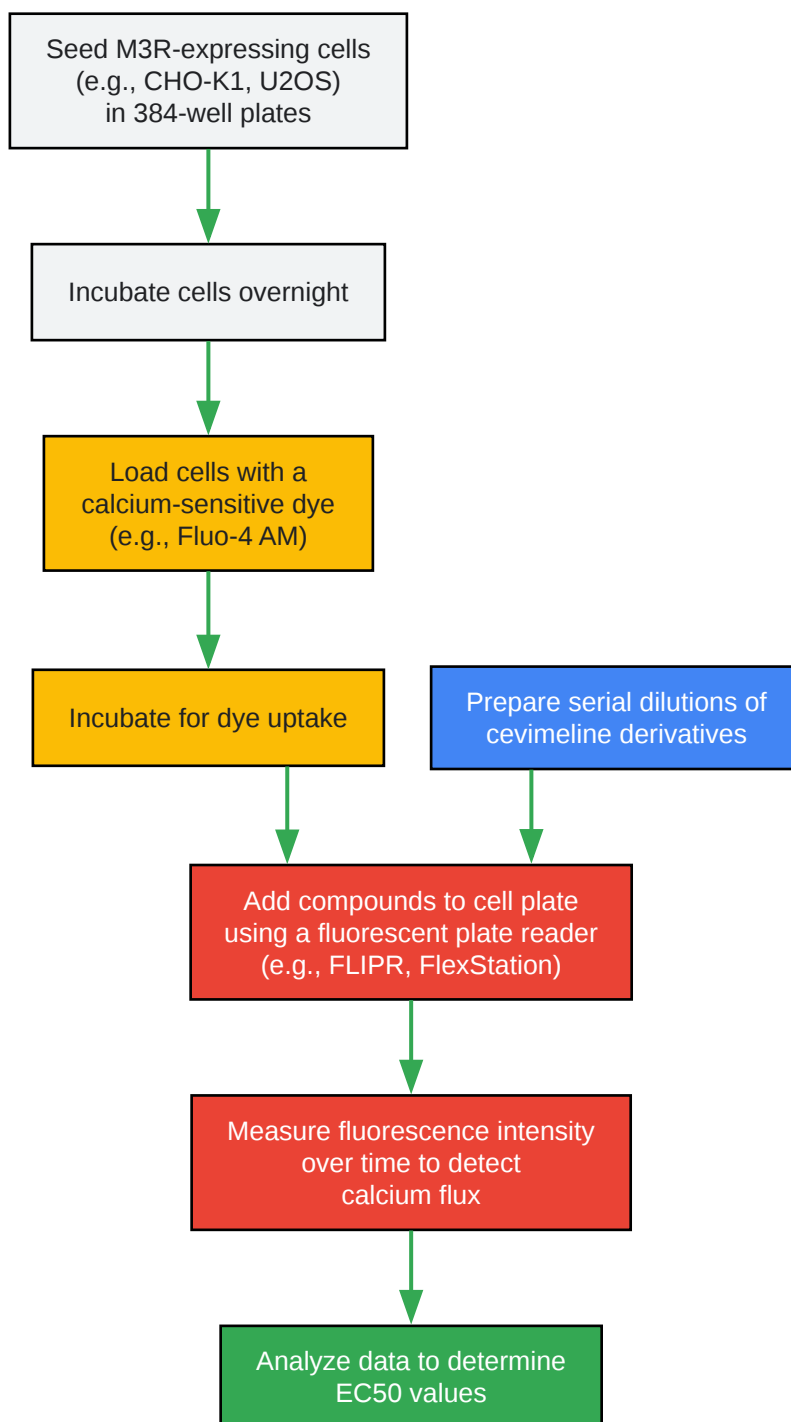 Seed M3R-expressing cells
(e.g., CHO-K1, U2OS)
in 384-well plates
Incubate cells overnight
Load cells with a
calcium-sensitive dye
(e.g., Fluo-4 AM)
Incubate for dye uptake
Prepare serial dilutions of
cevimeline derivatives
Add compounds to cell plate
using a fluorescent plate reader
(e.g., FLIPR, FlexStation)
Measure fluorescence intensity
over time to detect
calcium flux
Analyze data to determine
EC50 values